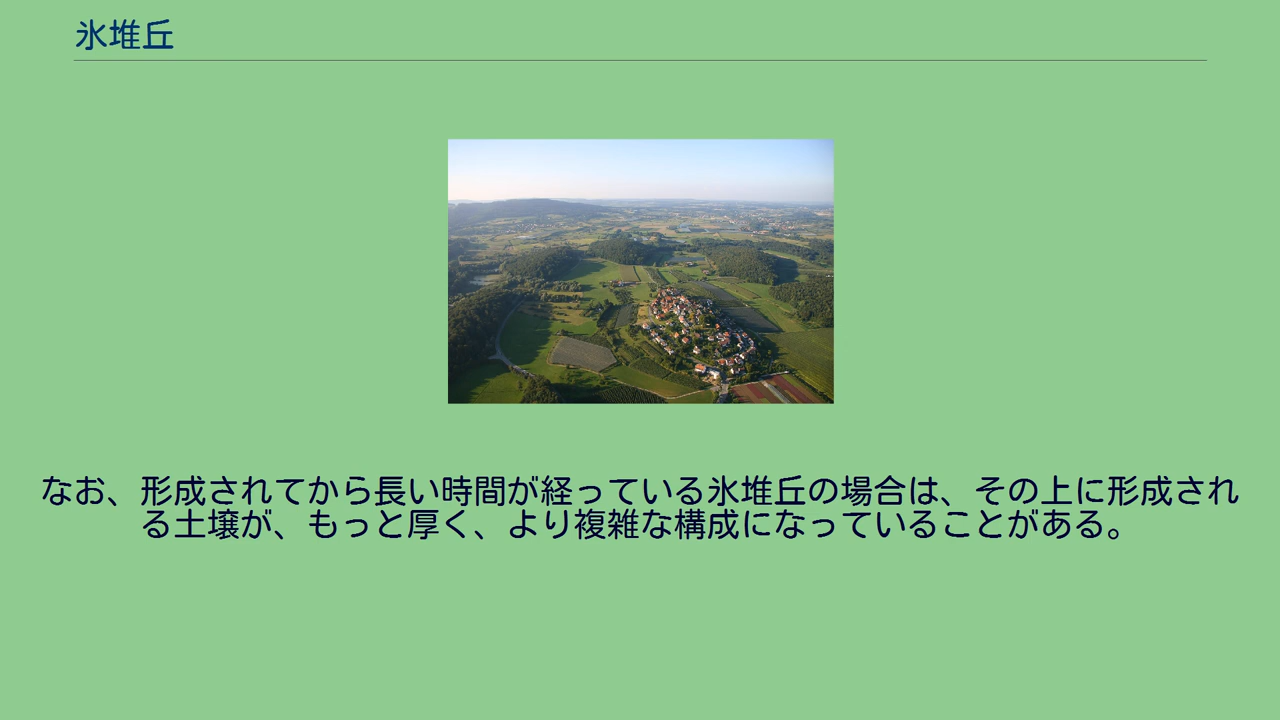 氷堆丘
なお、形成されてから長い時間が経っている氷堆丘の場合は、その上に形成され
る土壌が、もっと厚く、より複雑な構成になっていることがある。